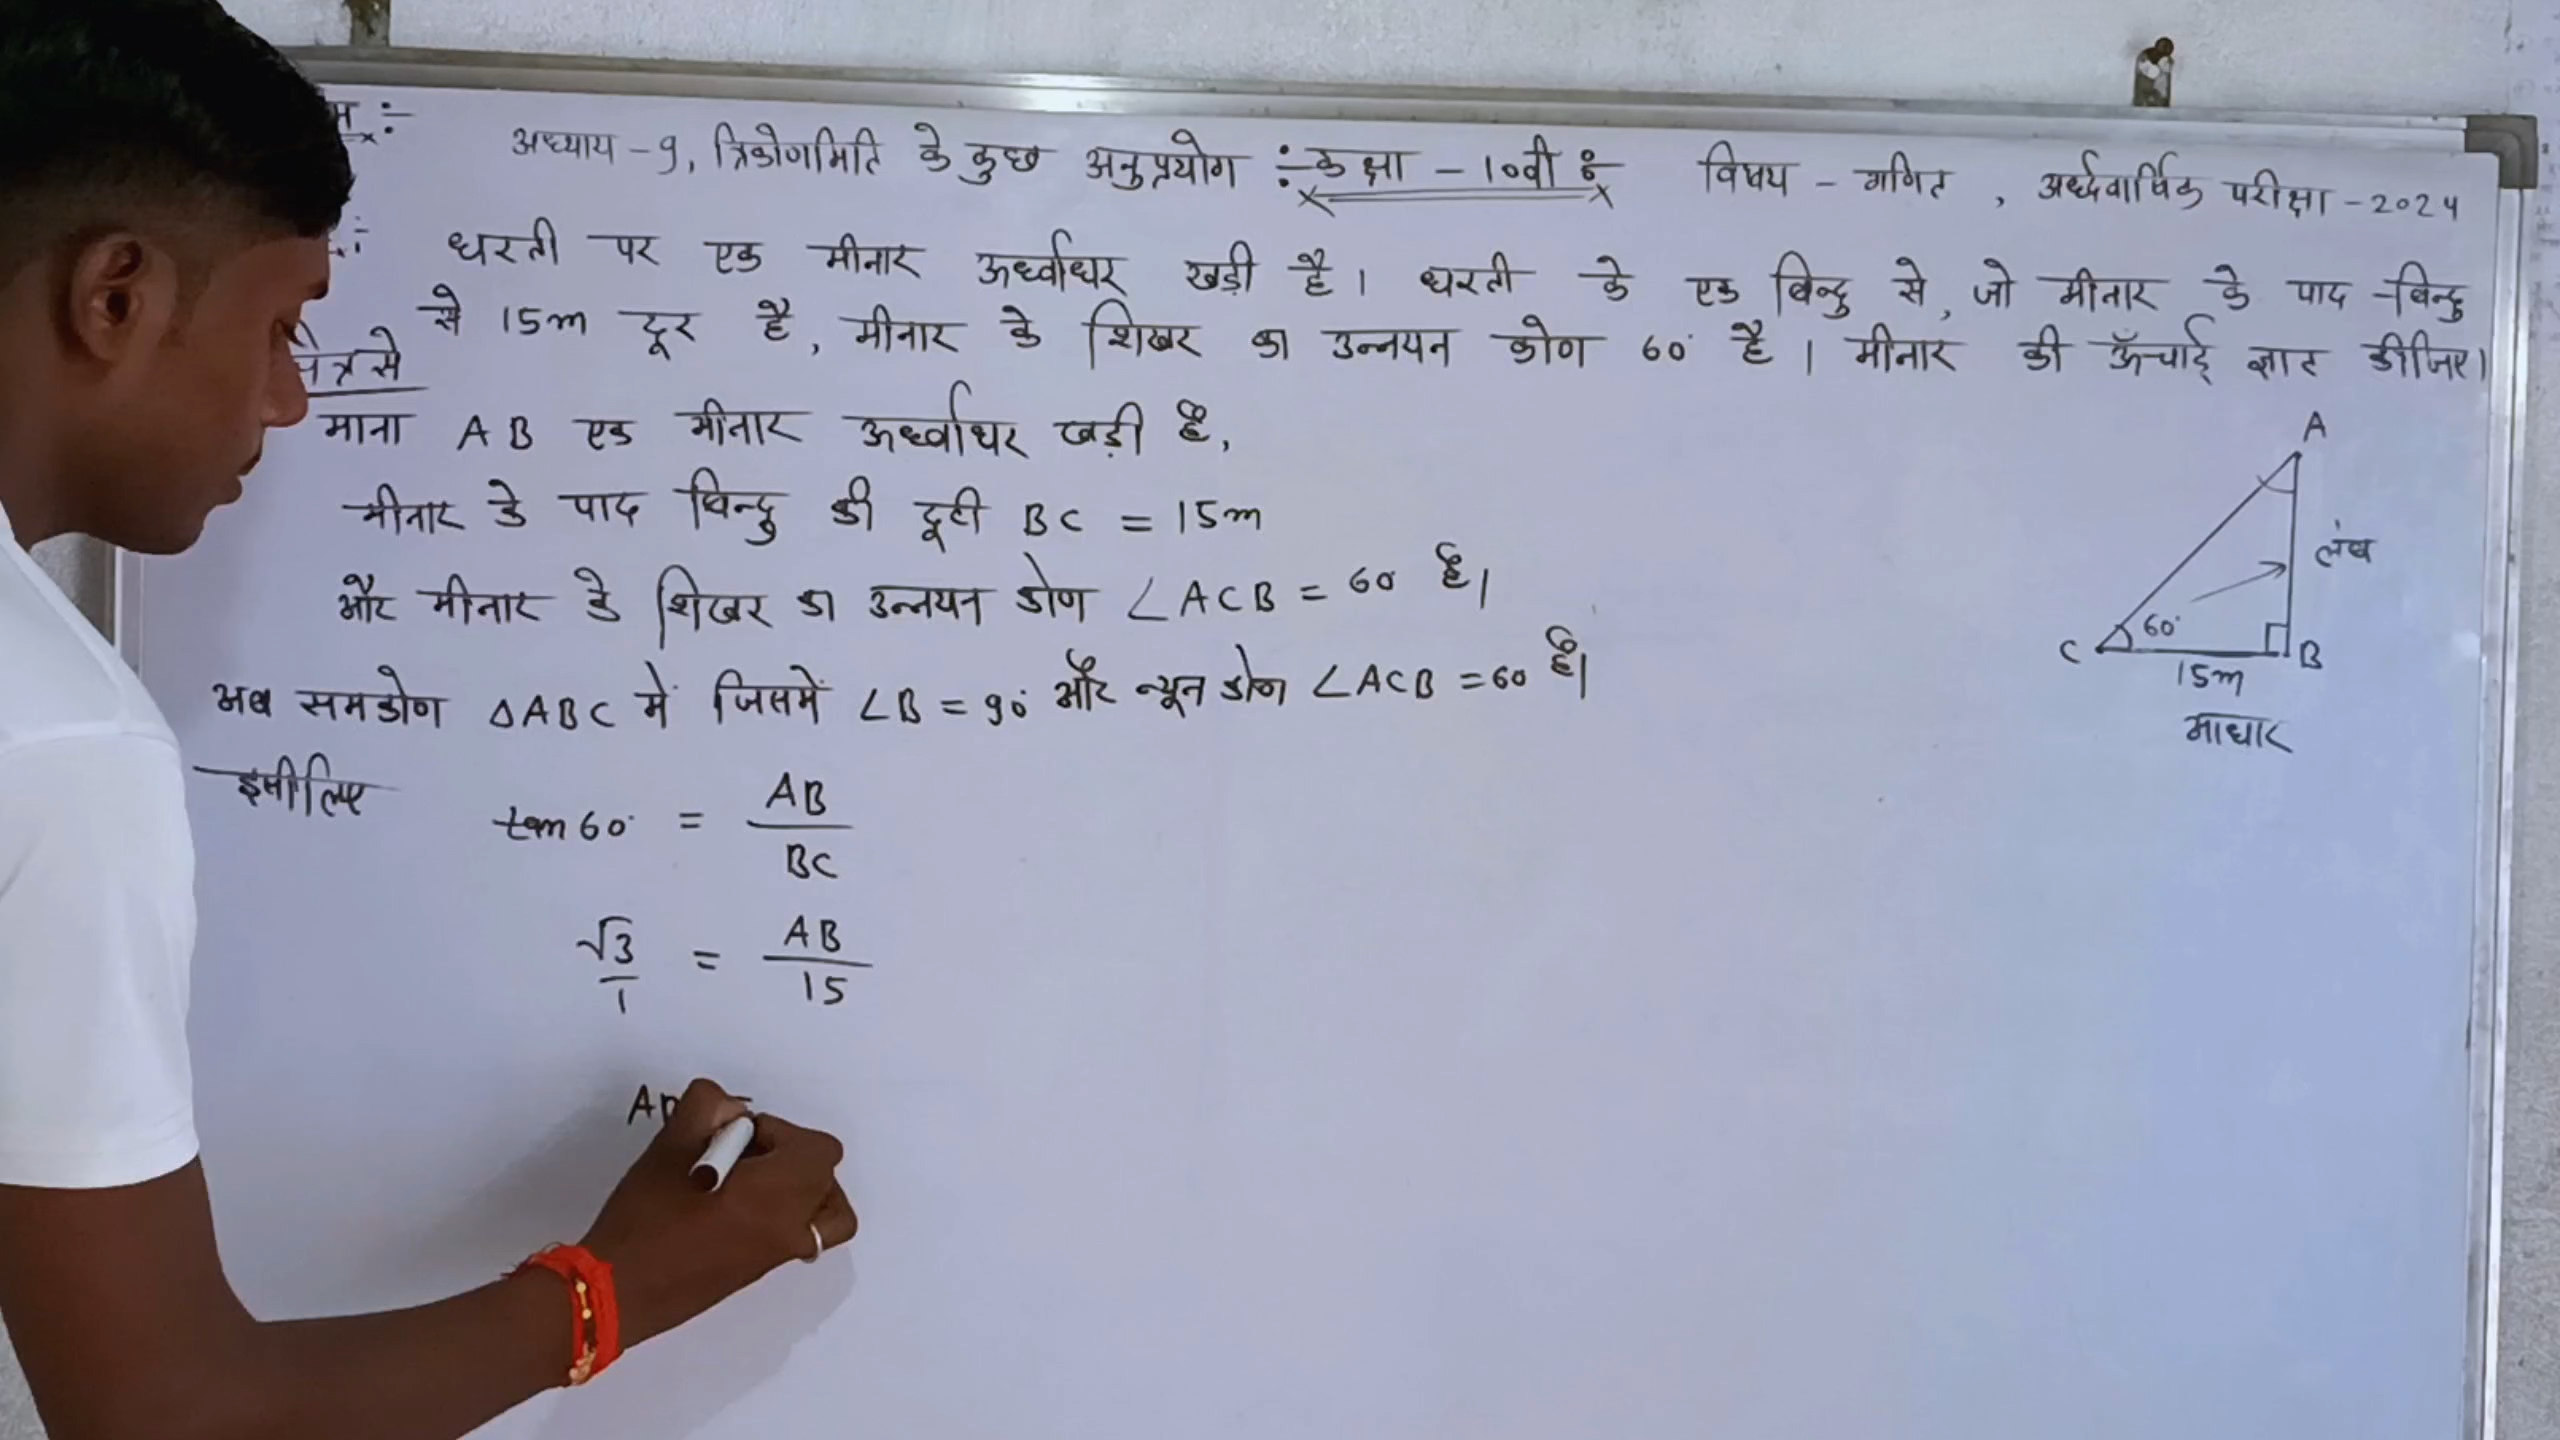 अध्याय - 9, त्रिकोणमिति के कुछ अनुप्रयोग ÷ कक्षा - 10वी ÷ विषय - गणित , अर्धवार्षिक परीक्षा - 2024
धरती पर एक मीनार ऊर्ध्वाधर खड़ी है। धरती के एक बिन्दु से, जो मीनार के पाद-बिन्दु
से 15m दूर है, मीनार के शिखर का उन्नयन कोण 60° है। मीनार की ऊँचाई ज्ञात कीजिए।
माना AB एक मीनार ऊर्ध्वाधर खड़ी है,
मीनार के पाद बिन्दु की दूरी BC = 15m
और मीनार के शिखर का उन्नयन कोण ∠ACB = 60° है।
अब समकोण △ABC में जिसमें ∠B = 90° और न्यून कोण ∠ACB = 60 है।
इसीलिए tan 60° = AB/BC
√3/1 = AB/15
A
लंब
C 60° B
15m
आधार